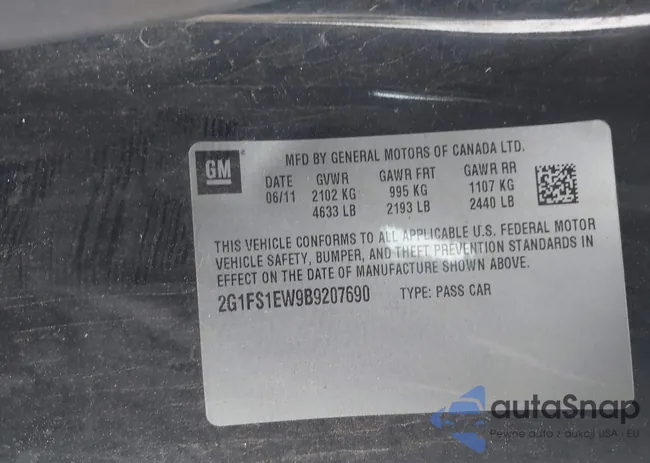 GM
MFD BY GENERAL MOTORS OF CANADA LTD.
DATE GVWR GAWR FRT GAWR RR
06/11 2102 KG 995 KG 1107 KG
4633 LB 2193 LB 2440 LB
THIS VEHICLE CONFORMS TO ALL APPLICABLE U.S. FEDERAL MOTOR
VEHICLE SAFETY, BUMPER, AND THEFT PREVENTION STANDARDS IN
EFFECT ON THE DATE OF MANUFACTURE SHOWN ABOVE.
2G1FS1EW9B9207690 TYPE: PASS CAR
autaSnap
Pewne auta z aukcji USA · EU